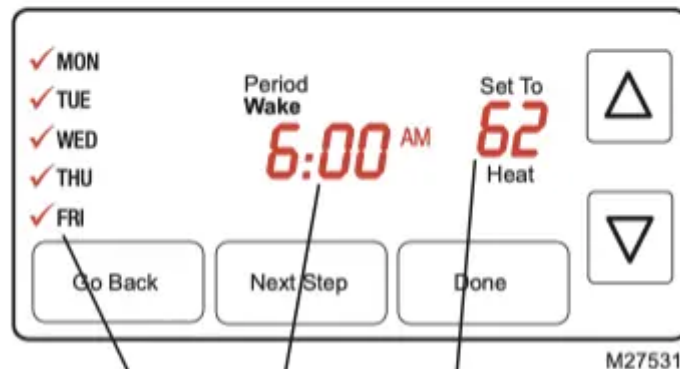 MON
TUE
WED
THU
FRI
Period
Wake
6:00 AM
Set To
62
Heat
Go Back
Next Step
Done
M27531